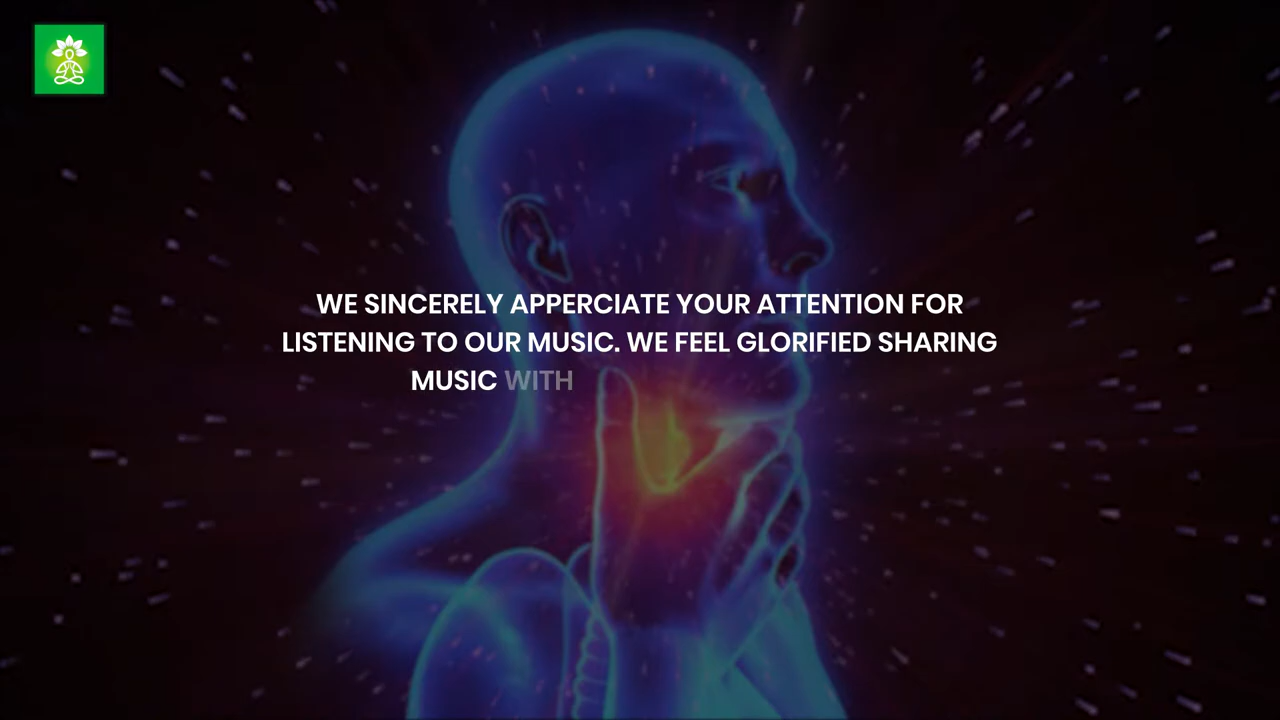 WE SINCERELY APPERCIATE YOUR ATTENTION FOR
LISTENING TO OUR MUSIC. WE FEEL GLORIFIED SHARING
MUSIC WITH